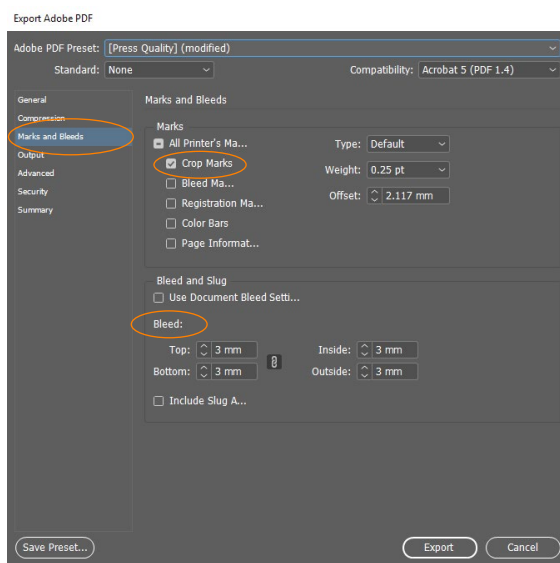 Export Adobe PDF
Adobe PDF Preset: [Press Quality] (modified)
Standard: None Compatibility: Acrobat 5 (PDF 1.4)
General
Compression
Marks and Bleeds
Output
Advanced
Security
Summary
Marks and Bleeds
Marks
All Printer's Ma...
Crop Marks
Bleed Ma...
Registration Ma...
Color Bars
Page Informat...
Type: Default
Weight: 0.25 pt
Offset: 2.117 mm
Bleed and Slug
Use Document Bleed Setti...
Bleed:
Top: 3 mm Inside: 3 mm
Bottom: 3 mm Outside: 3 mm
Include Slug A...
Save Preset... Export Cancel